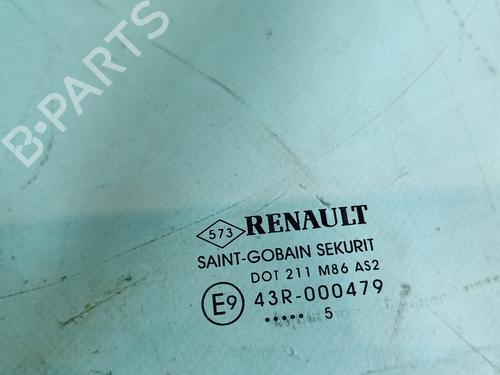 B-PARTS
573 RENAULT
SAINT-GOBAIN SEKURIT
DOT 211 M86 AS2
E9 43R-000479
..... 5